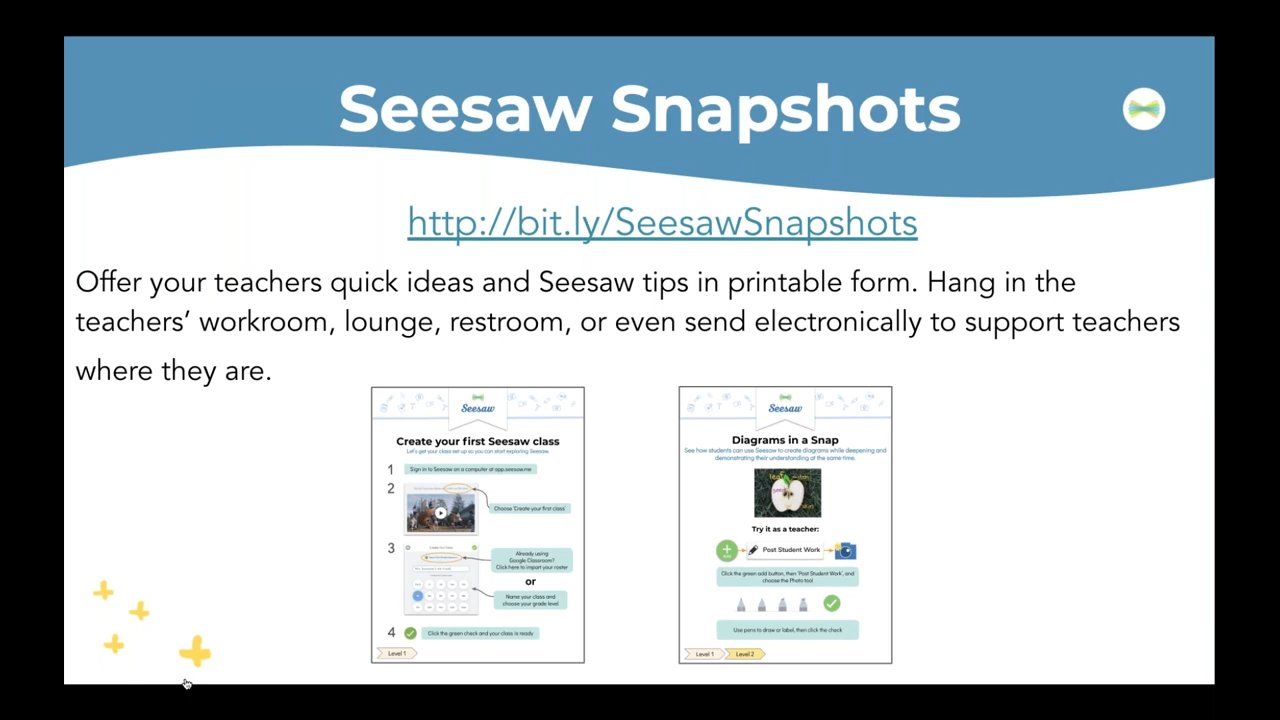 Seesaw Snapshots
http://bit.ly/SeesawSnapshots
Offer your teachers quick ideas and Seesaw tips in printable form. Hang in the
teachers’ workroom, lounge, restroom, or even send electronically to support teachers
where they are.
Seesaw
Create your first Seesaw class
Let's get your class set up so you can start exploring Seesaw.
1 Sign in to Seesaw on a computer at app.seesaw.me
2
Choose 'Create your first class'
3
Already using
Google Classroom?
Click here to import your roster
or
Name your class and
choose your grade level
4 Click the green check and your class is ready
Level 1
Seesaw
Diagrams in a Snap
See how students can use Seesaw to create diagrams while deepening and
demonstrating their understanding at the same time.
Try it as a teacher:
Post Student Work
Click the green add button, then 'Post Student Work', and
choose the Photo tool
Use pens to draw or label, then click the check
Level 1 Level 2